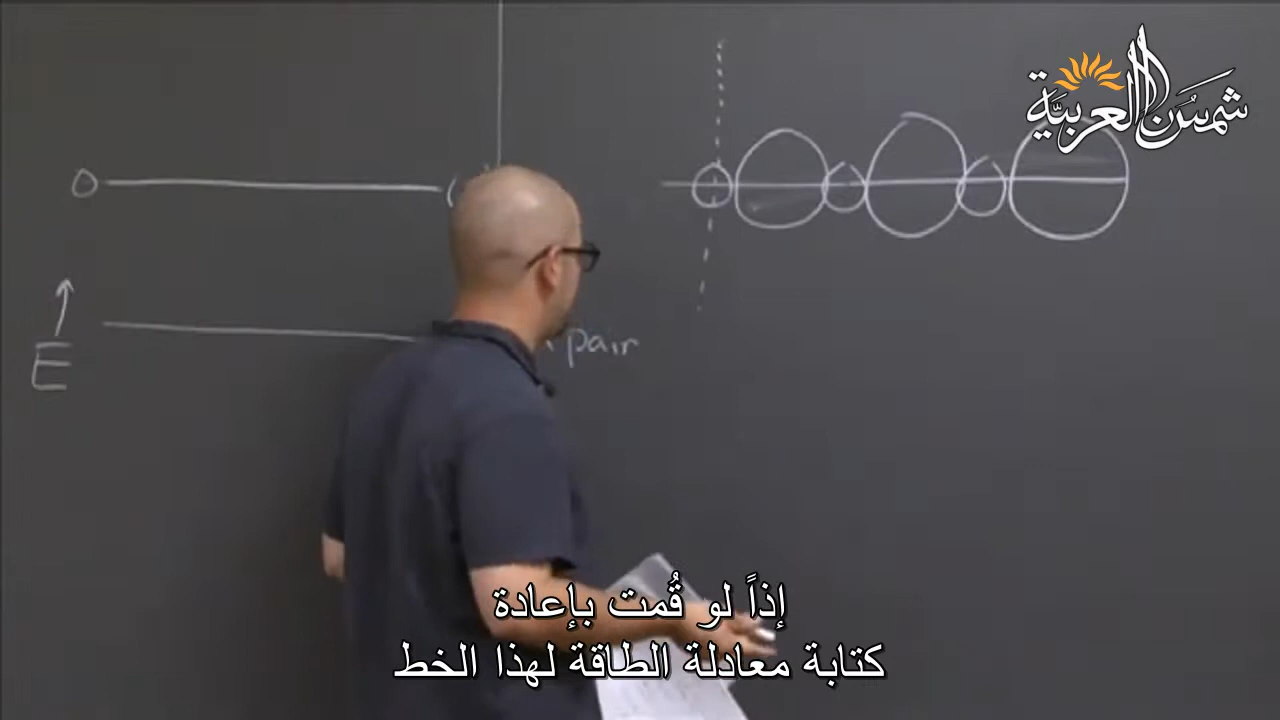 شمس العربية
E
pair
إذاً لو قُمت بإعادة
كتابة معادلة الطاقة لهذا الخط